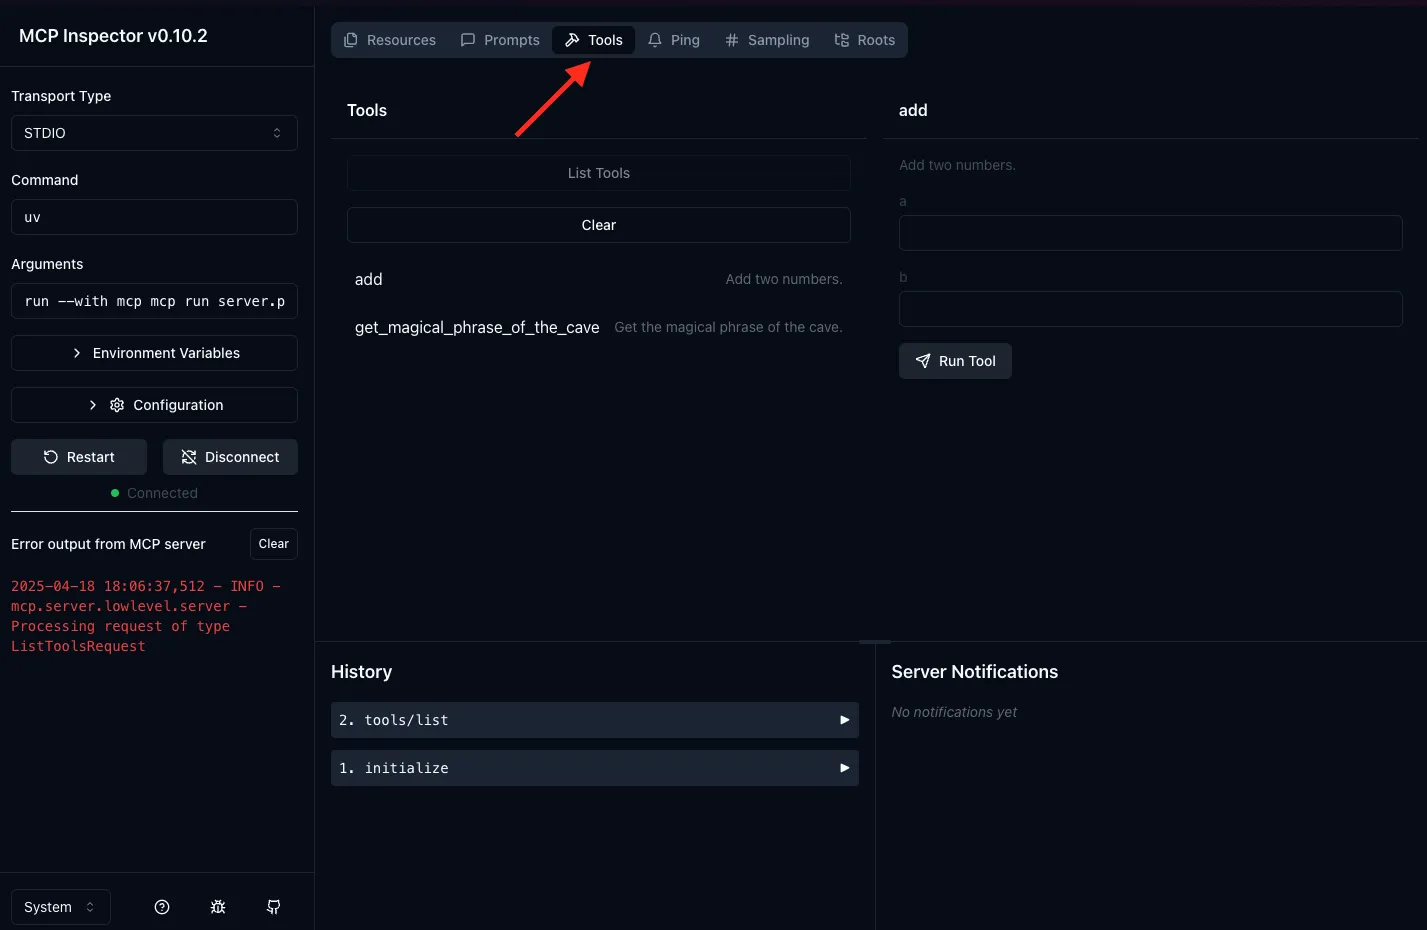 MCP Inspector v0.10.2
Transport Type
STDIO
Command
uv
Arguments
run --with mcp mcp run server.p
Environment Variables
Configuration
Restart Disconnect
Connected
Error output from MCP server Clear
2025-04-18 18:06:37,512 - INFO -
mcp.server.lowlevel.server -
Processing request of type
ListToolsRequest
System
Resources Prompts Tools Ping Sampling Roots
Tools
List Tools
Clear
add Add two numbers.
get_magical_phrase_of_the_cave Get the magical phrase of the cave.
add
Add two numbers.
a
b
Run Tool
History
2. tools/list
1. initialize
Server Notifications
No notifications yet